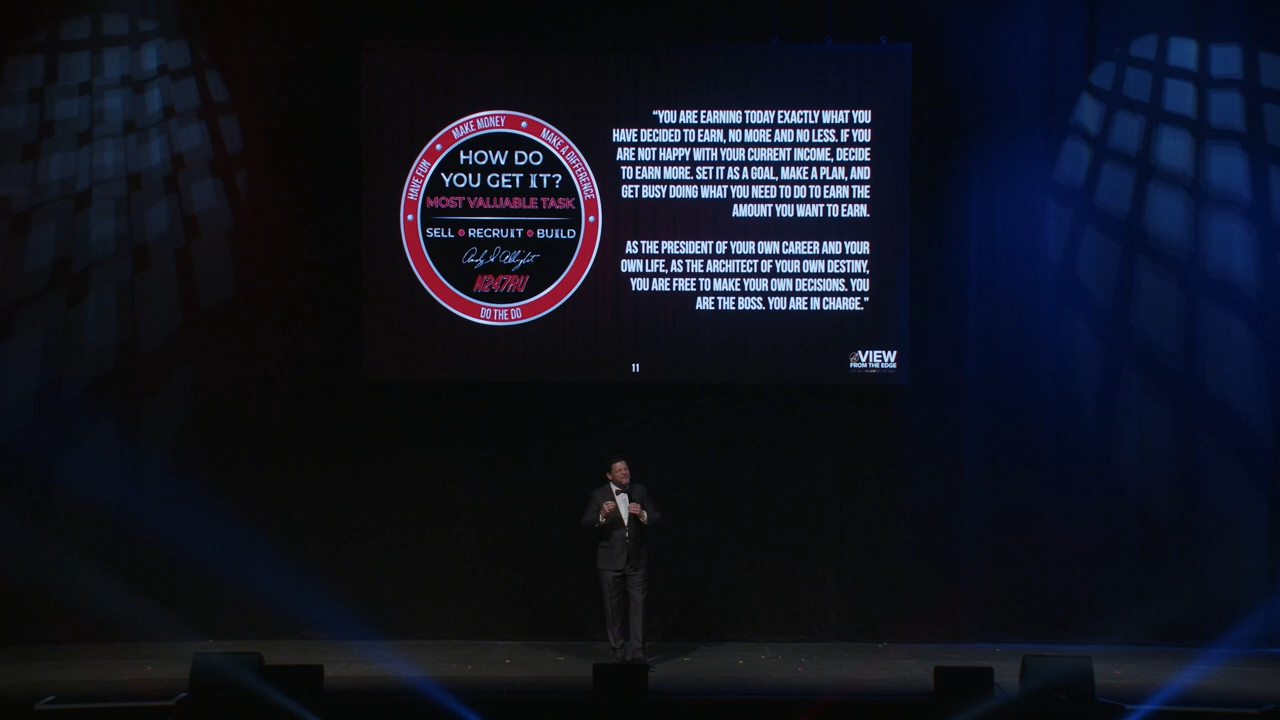 HAVE FUN
MAKE MONEY
MAKE A DIFFERENCE
HOW DO
YOU GET IT?
MOST VALUABLE TASK
SELL RECRUIT BUILD
Andy S Albright
N247RU
DO THE DO
“YOU ARE EARNING TODAY EXACTLY WHAT YOU
HAVE DECIDED TO EARN, NO MORE AND NO LESS. IF YOU
ARE NOT HAPPY WITH YOUR CURRENT INCOME, DECIDE
TO EARN MORE. SET IT AS A GOAL, MAKE A PLAN, AND
GET BUSY DOING WHAT YOU NEED TO DO TO EARN THE
AMOUNT YOU WANT TO EARN.
AS THE PRESIDENT OF YOUR OWN CAREER AND YOUR
OWN LIFE, AS THE ARCHITECT OF YOUR OWN DESTINY,
YOU ARE FREE TO MAKE YOUR OWN DECISIONS. YOU
ARE THE BOSS. YOU ARE IN CHARGE.”
11
VIEW
FROM THE EDGE